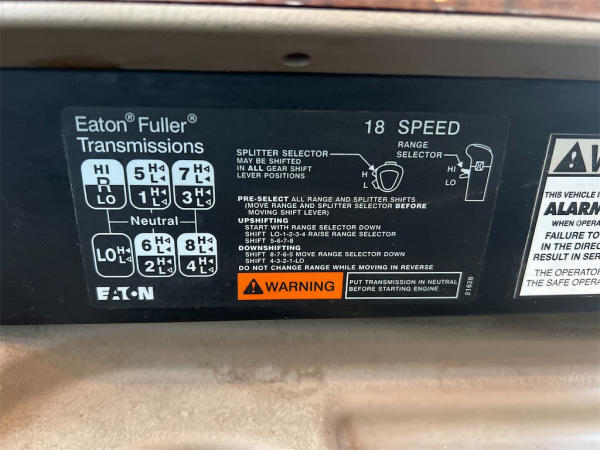 Eaton® Fuller®
Transmissions
18 SPEED
HI
R
LO
5 H
L
1 H
L
7 H
L
3 H
L
Neutral
LO H
L
6 H
L
2 H
L
8 H
L
4 H
L
EATON
SPLITTER SELECTOR
MAY BE SHIFTED
IN ALL GEAR SHIFT
LEVER POSITIONS
H
L
RANGE
SELECTOR
HI
LO
PRE-SELECT ALL RANGE AND SPLITTER SHIFTS
(MOVE RANGE AND SPLITTER SELECTOR BEFORE
MOVING SHIFT LEVER)
UPSHIFTING
START WITH RANGE SELECTOR DOWN
SHIFT LO-1-2-3-4 RAISE RANGE SELECTOR
SHIFT 5-6-7-8
DOWNSHIFTING
SHIFT 8-7-6-5 MOVE RANGE SELECTOR DOWN
SHIFT 4-3-2-1-LO
DO NOT CHANGE RANGE WHILE MOVING IN REVERSE
WARNING
PUT TRANSMISSION IN NEUTRAL
BEFORE STARTING ENGINE
21628
THIS VEHICLE
ALARM
WHEN OPERA
FAILURE TO
IN THE DIREC
RESULT IN SER
THE OPERATOR
THE SAFE OPERA